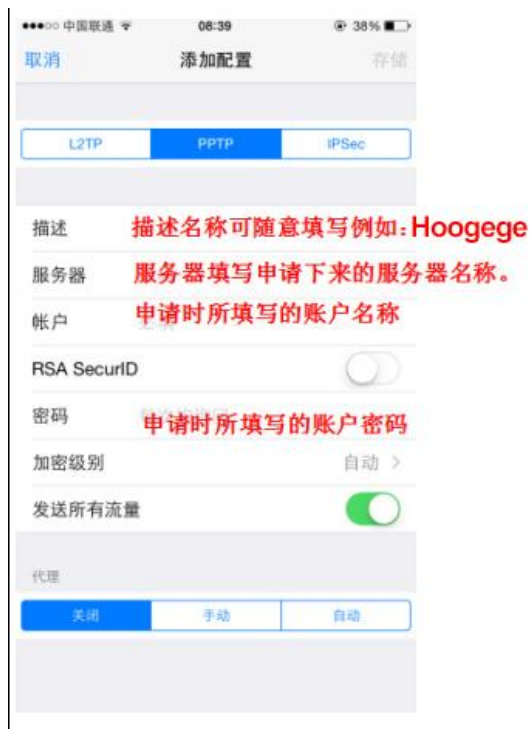 ●●●○○ 中国联通 08:39 38%
取消 添加配置 存储
L2TP PPTP IPSec
描述 描述名称可随意填写例如:Hoogege
服务器 服务器填写申请下来的服务器名称。
帐户 申请时所填写的账户名称
RSA SecurID
密码 申请时所填写的账户密码
加密级别 自动 >
发送所有流量
代理
关闭 手动 自动